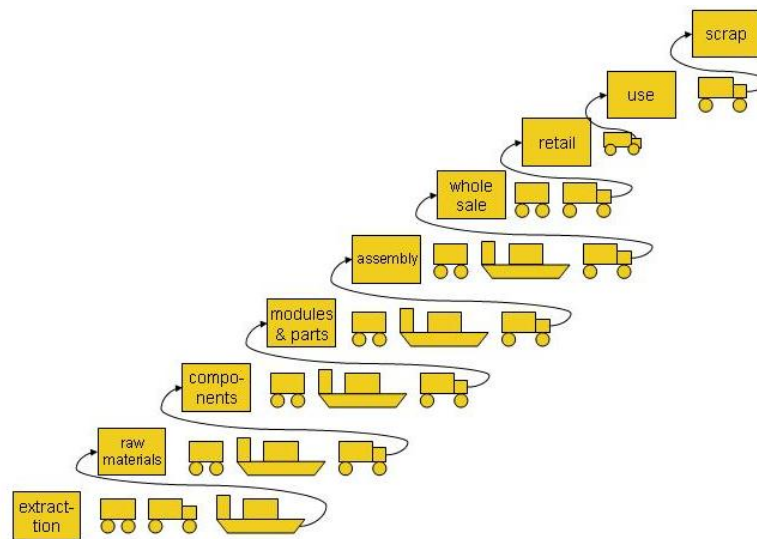 scrap
use
retail
whole
sale
assembly
modules
& parts
compo-
nents
raw
materials
extract-
tion